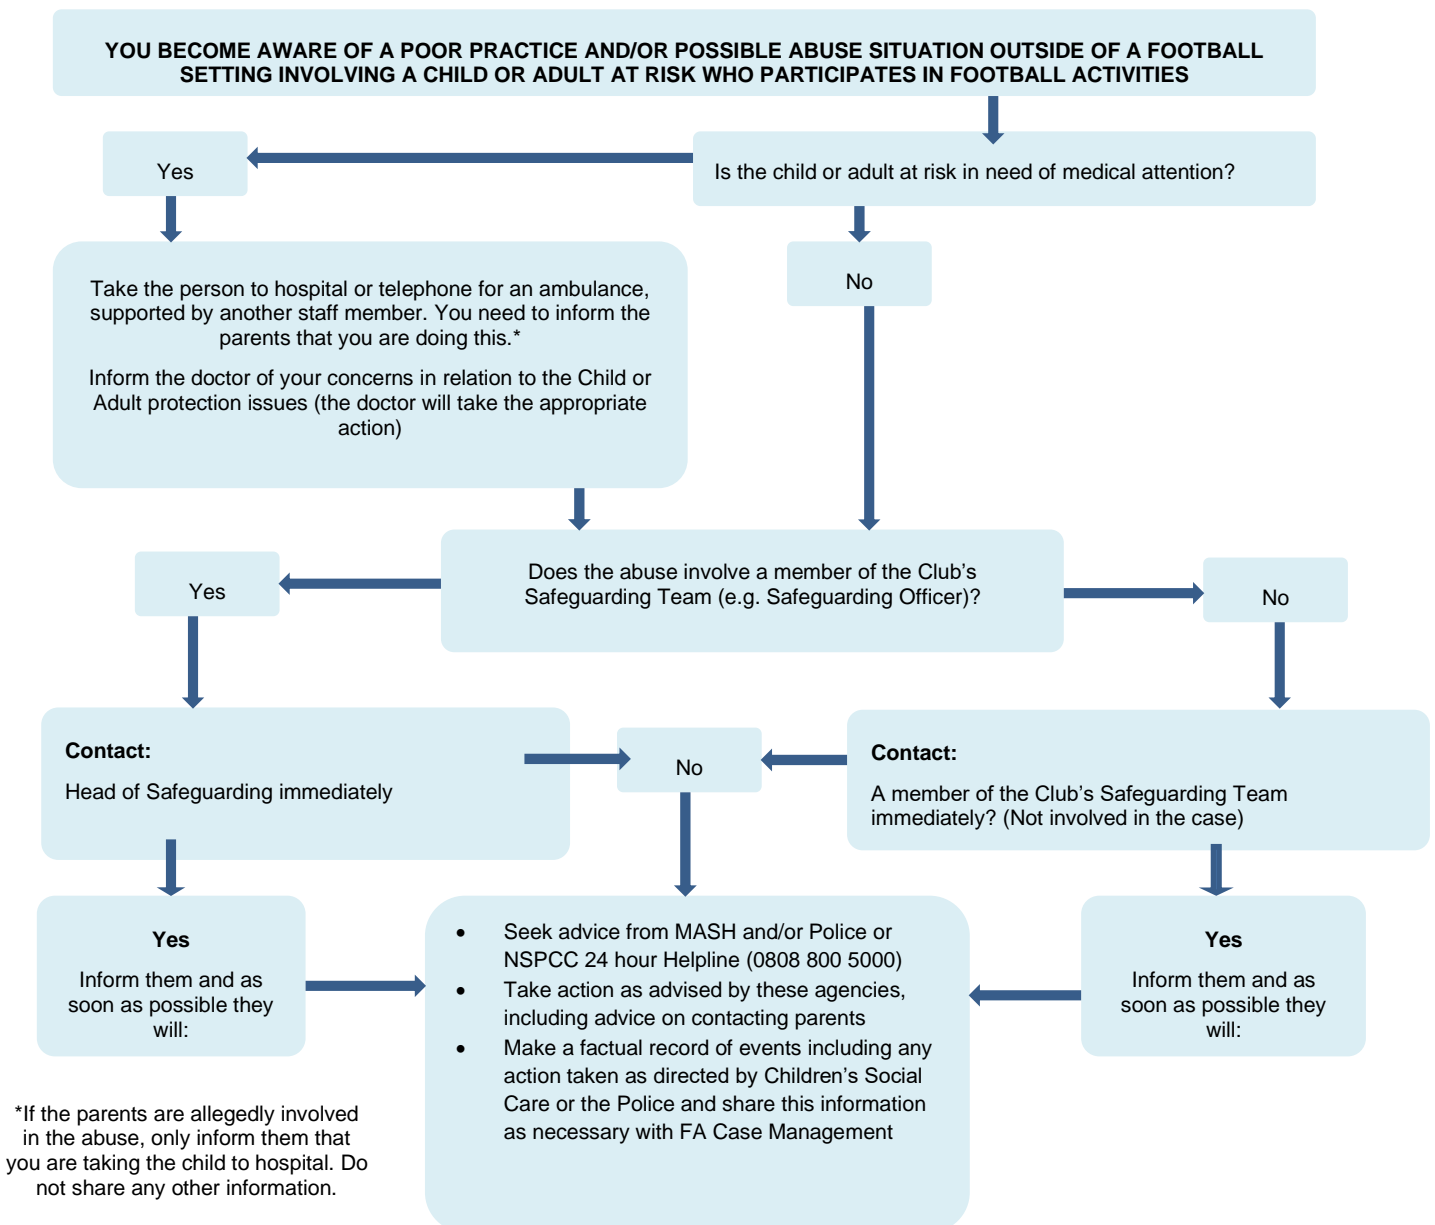 YOU BECOME AWARE OF A POOR PRACTICE AND/OR POSSIBLE ABUSE SITUATION OUTSIDE OF A FOOTBALL
SETTING INVOLVING A CHILD OR ADULT AT RISK WHO PARTICIPATES IN FOOTBALL ACTIVITIES
Yes
Is the child or adult at risk in need of medical attention?
Take the person to hospital or telephone for an ambulance,
supported by another staff member. You need to inform the
parents that you are doing this.*
Inform the doctor of your concerns in relation to the Child or
Adult protection issues (the doctor will take the appropriate
action)
No
Does the abuse involve a member of the Club's
Safeguarding Team (e.g. Safeguarding Officer)?
Yes
No
Contact:
Head of Safeguarding immediately
No
Contact:
A member of the Club's Safeguarding Team
immediately? (Not involved in the case)
Yes
Inform them and as
soon as possible they
will:
• Seek advice from MASH and/or Police or
NSPCC 24 hour Helpline (0808 800 5000)
• Take action as advised by these agencies,
including advice on contacting parents
• Make a factual record of events including any
action taken as directed by Children's Social
Care or the Police and share this information
as necessary with FA Case Management
Yes
Inform them and as
soon as possible they
will:
*If the parents are allegedly involved
in the abuse, only inform them that
you are taking the child to hospital. Do
not share any other information.